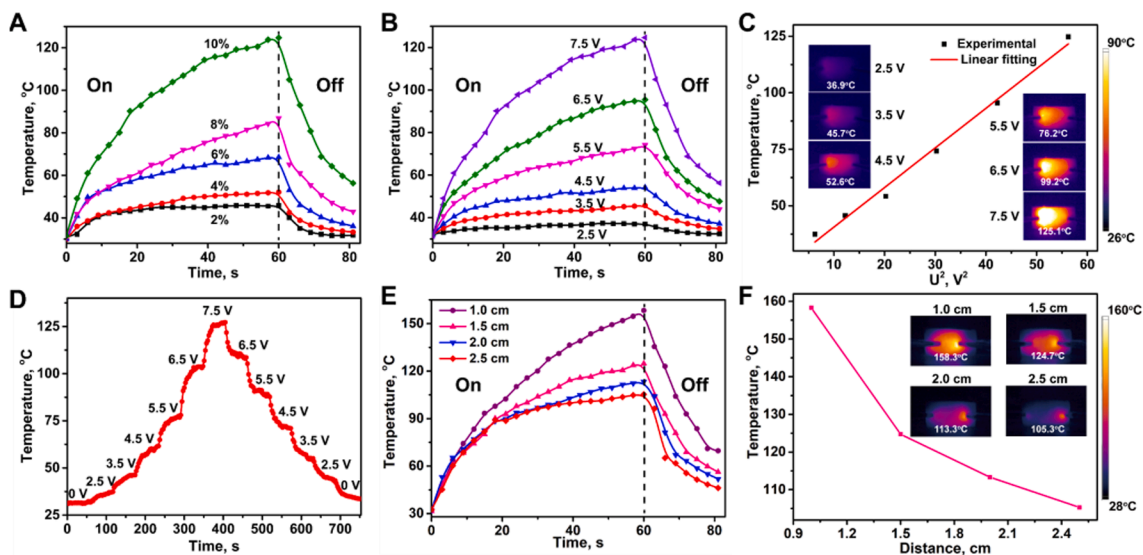 A
Temperature, °C
120
100
80
60
40
10%
8%
6%
4%
2%
On
Off
0
20
40
60
80
Time, s
B
Temperature, °C
120
100
80
60
40
7.5 V
6.5 V
5.5 V
4.5 V
3.5 V
2.5 V
On
Off
0
20
40
60
80
Time, s
C
Temperature, °C
125
100
75
50
Experimental
Linear fitting
2.5 V
36.9°C
3.5 V
45.7°C
4.5 V
52.6°C
5.5 V
76.2°C
6.5 V
99.2°C
7.5 V
125.1°C
10
20
30
40
50
60
U², V²
90°C
26°C
D
Temperature, °C
150
125
100
75
50
25
0 V
2.5 V
3.5 V
4.5 V
5.5 V
6.5 V
7.5 V
6.5 V
5.5 V
4.5 V
3.5 V
2.5 V
0 V
0
100
200
300
400
500
600
700
Time, s
E
Temperature, °C
150
120
90
60
30
1.0 cm
1.5 cm
2.0 cm
2.5 cm
On
Off
0
20
40
60
80
Time, s
F
Temperature, °C
160
150
140
130
120
110
1.0 cm
1.5 cm
158.3°C
124.7°C
2.0 cm
2.5 cm
113.3°C
105.3°C
0.9
1.2
1.5
1.8
2.1
2.4
Distance, cm
160°C
28°C